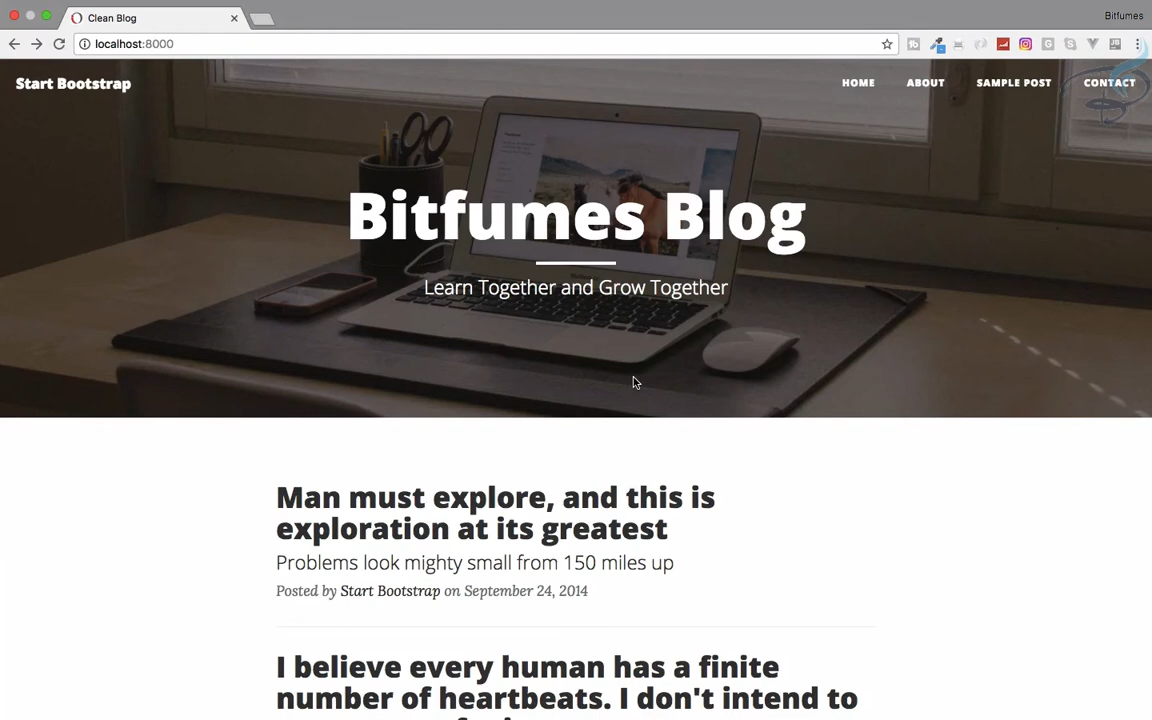 Clean Blog
Bitfumes
localhost:8000
Start Bootstrap
HOME
ABOUT
SAMPLE POST
CONTACT
Bitfumes Blog
Learn Together and Grow Together
Man must explore, and this is
exploration at its greatest
Problems look mighty small from 150 miles up
Posted by Start Bootstrap on September 24, 2014
I believe every human has a finite
number of heartbeats. I don't intend to